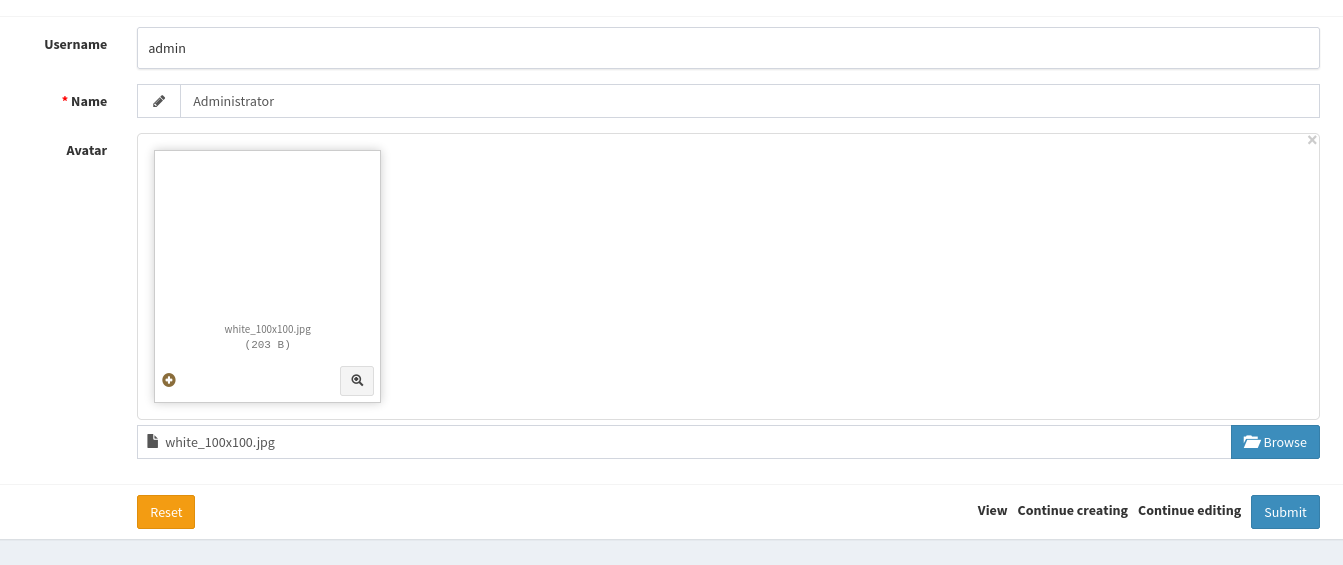 Username
admin
* Name
Administrator
Avatar
×
white_100x100.jpg
(203 B)
white_100x100.jpg
Browse
Reset
View Continue creating Continue editing Submit